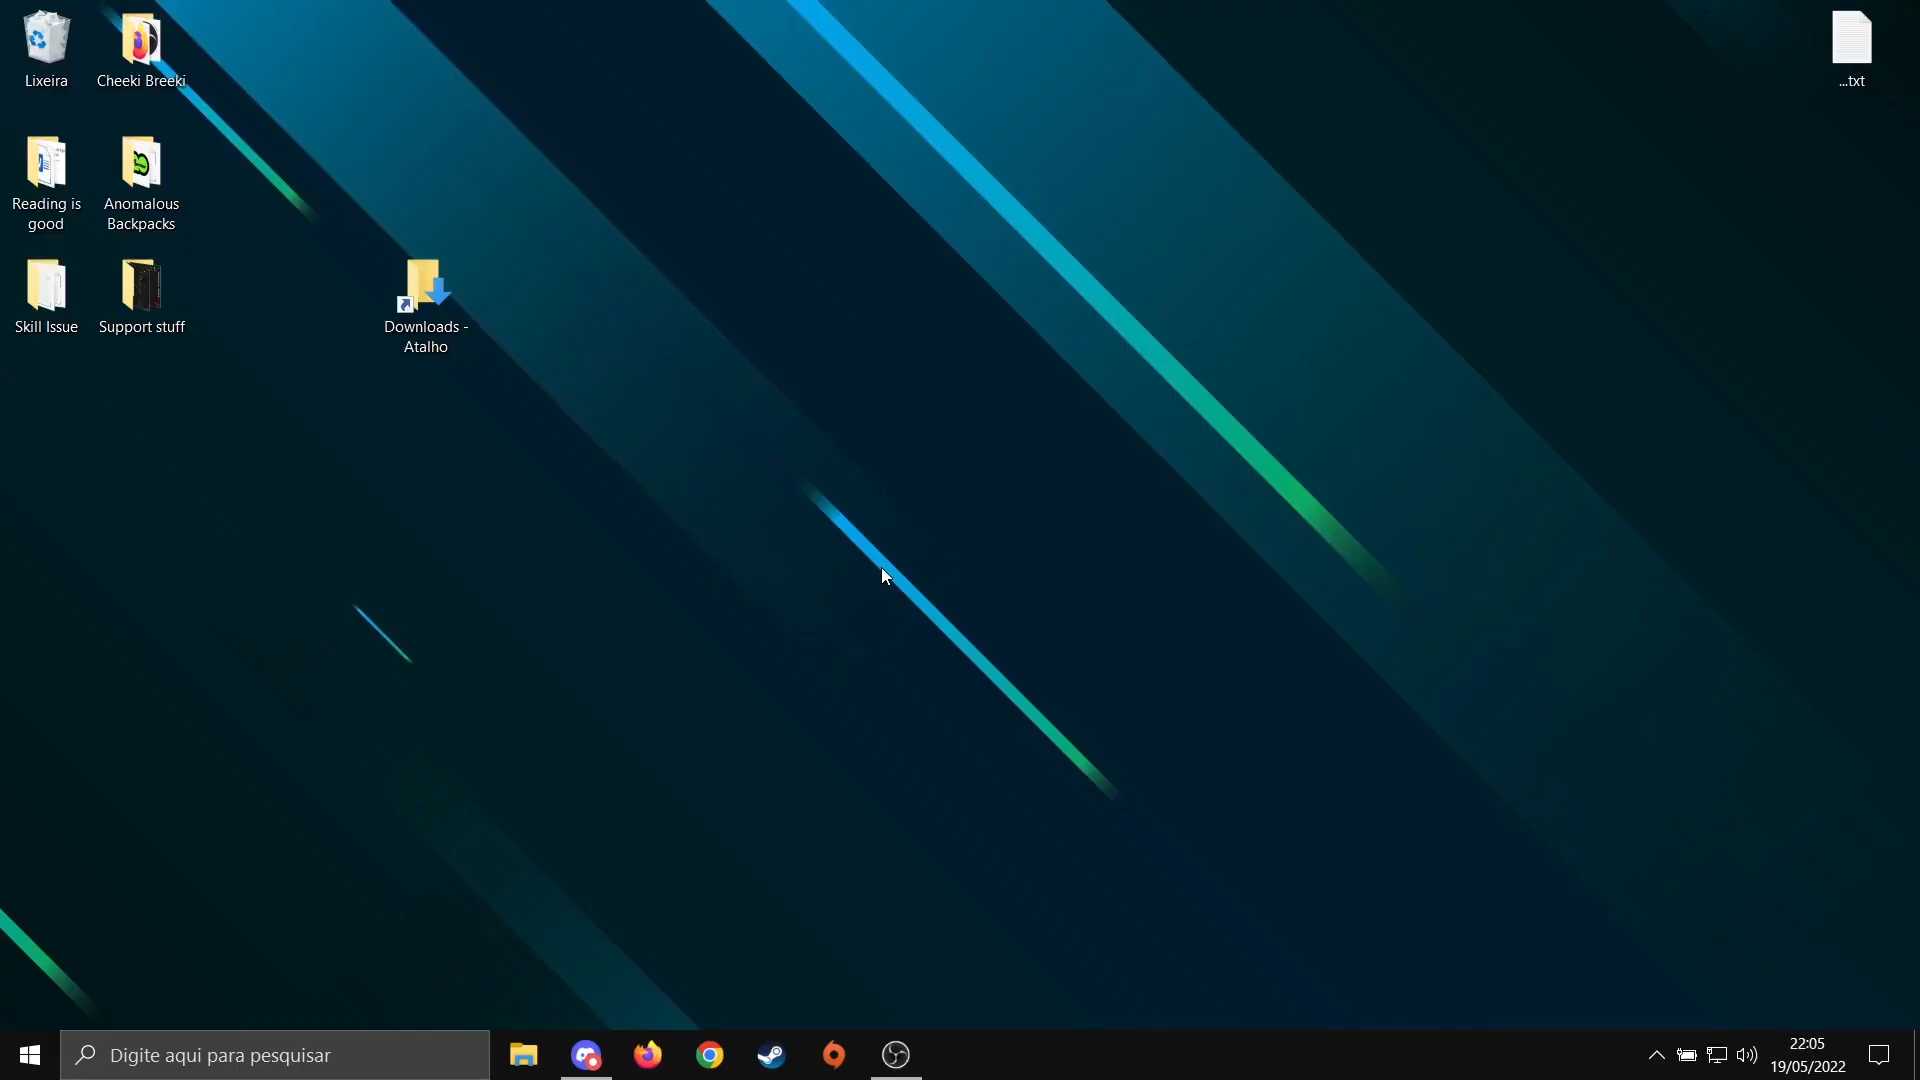 Lixeira
Cheeki Breeki
...txt
Reading is
good
Anomalous
Backpacks
Skill Issue
Support stuff
Downloads -
Atalho
Digite aqui para pesquisar
22:05
19/05/2022